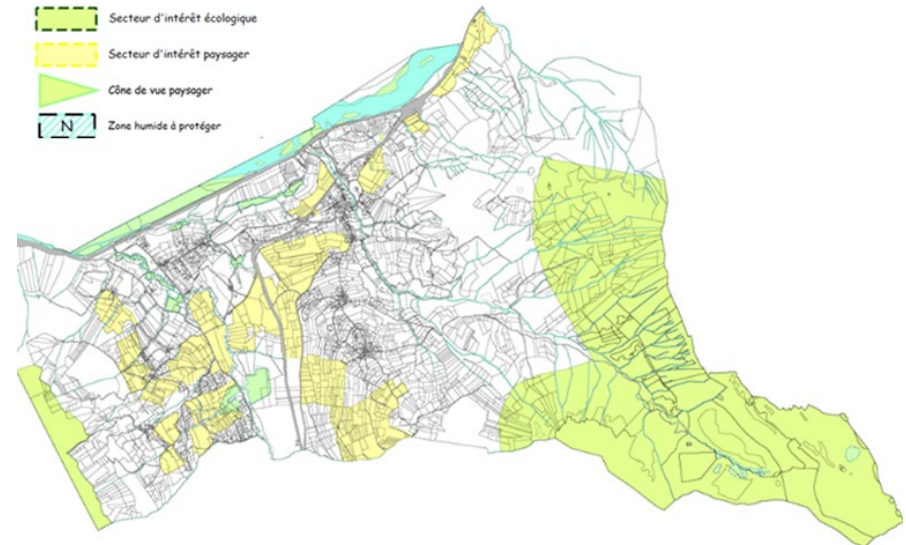 Secteur d'intérêt écologique
Secteur d'intérêt paysager
Cône de vue paysager
N Zone humide à protéger